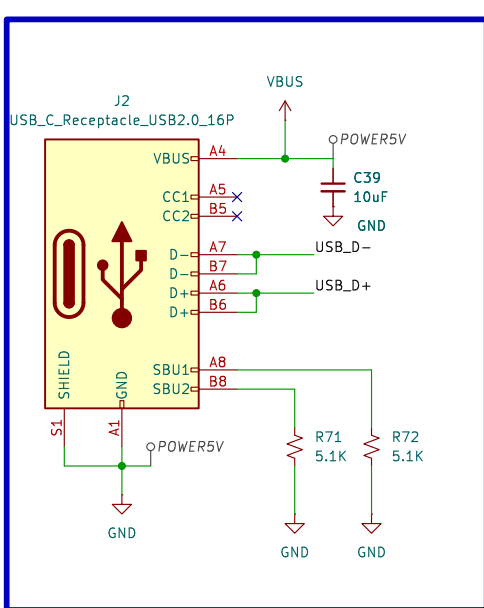 VBUS
J2
USB_C_Receptacle_USB2.0_16P
POWER5V
VBUS
A4
C39
10uF
CC1
A5
CC2
B5
GND
D-
A7
USB_D-
D-
B7
D+
A6
USB_D+
D+
B6
SBU1
A8
SBU2
B8
SHIELD
GND
S1
A1
POWER5V
R71
5.1K
R72
5.1K
GND
GND
GND